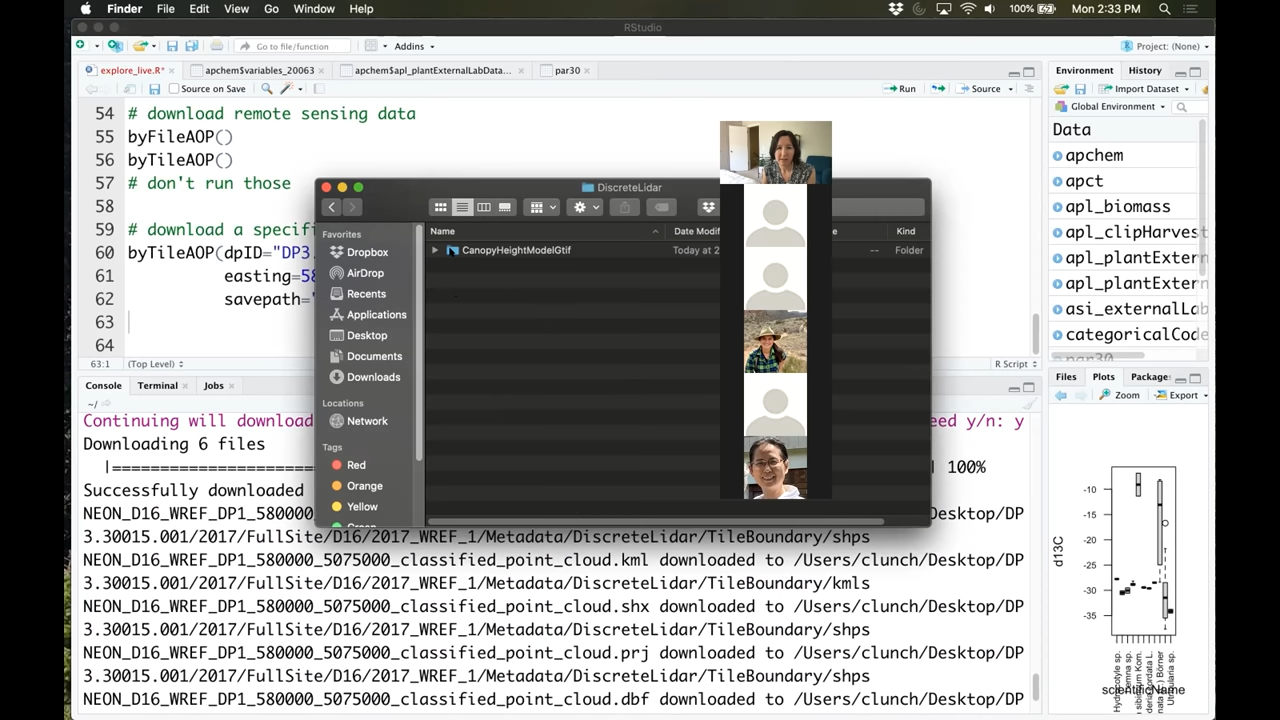 Finder File Edit View Go Window Help 100% Mon 2:33 PM
RStudio
Go to file/function Addins Project: (None)
explore_live.R* apchem$variables_20063 apchem$apl_plantExternalLabData... par30 Environment History
Source on Save Run Source Import Dataset
54 # download remote sensing data
Global Environment
55 byFileAOP()
Data
56 byTileAOP()
apchem
57 # don't run those
apct
58
apl_biomass
59 # download a specifi
apl_clipHarvest
60 byTileAOP(dpID="DP3.
apl_plantExtern
61 easting=58
apl_plantExtern
62 savepath="
asi_externalLab
63
categoricalCode
64
par30
63:1 (Top Level) R Script
DiscreteLidar
Favorites
Dropbox
AirDrop
Recents
Applications
Desktop
Documents
Downloads
Locations
Network
Tags
Red
Orange
Yellow
Green
Name Date Modif Kind
CanopyHeightModelGtif Today at 2 -- Folder
Console Terminal Jobs
~/
Continuing will download eed y/n: y
Downloading 6 files
|======================== | 100%
Successfully downloaded
NEON_D16_WREF_DP1_580000 Desktop/DP
3.30015.001/2017/FullSite/D16/2017_WREF_1/Metadata/DiscreteLidar/TileBoundary/shps
NEON_D16_WREF_DP1_580000_5075000_classified_point_cloud.kml downloaded to /Users/clunch/Desktop/DP
3.30015.001/2017/FullSite/D16/2017_WREF_1/Metadata/DiscreteLidar/TileBoundary/kmls
NEON_D16_WREF_DP1_580000_5075000_classified_point_cloud.shx downloaded to /Users/clunch/Desktop/DP
3.30015.001/2017/FullSite/D16/2017_WREF_1/Metadata/DiscreteLidar/TileBoundary/shps
NEON_D16_WREF_DP1_580000_5075000_classified_point_cloud.prj downloaded to /Users/clunch/Desktop/DP
3.30015.001/2017/FullSite/D16/2017_WREF_1/Metadata/DiscreteLidar/TileBoundary/shps
NEON_D16_WREF_DP1_580000_5075000_classified_point_cloud.dbf downloaded to /Users/clunch/Desktop/DP
Files Plots Package
Zoom Export
-10
-15
-20
-25
-30
-35
d13C
scientificName